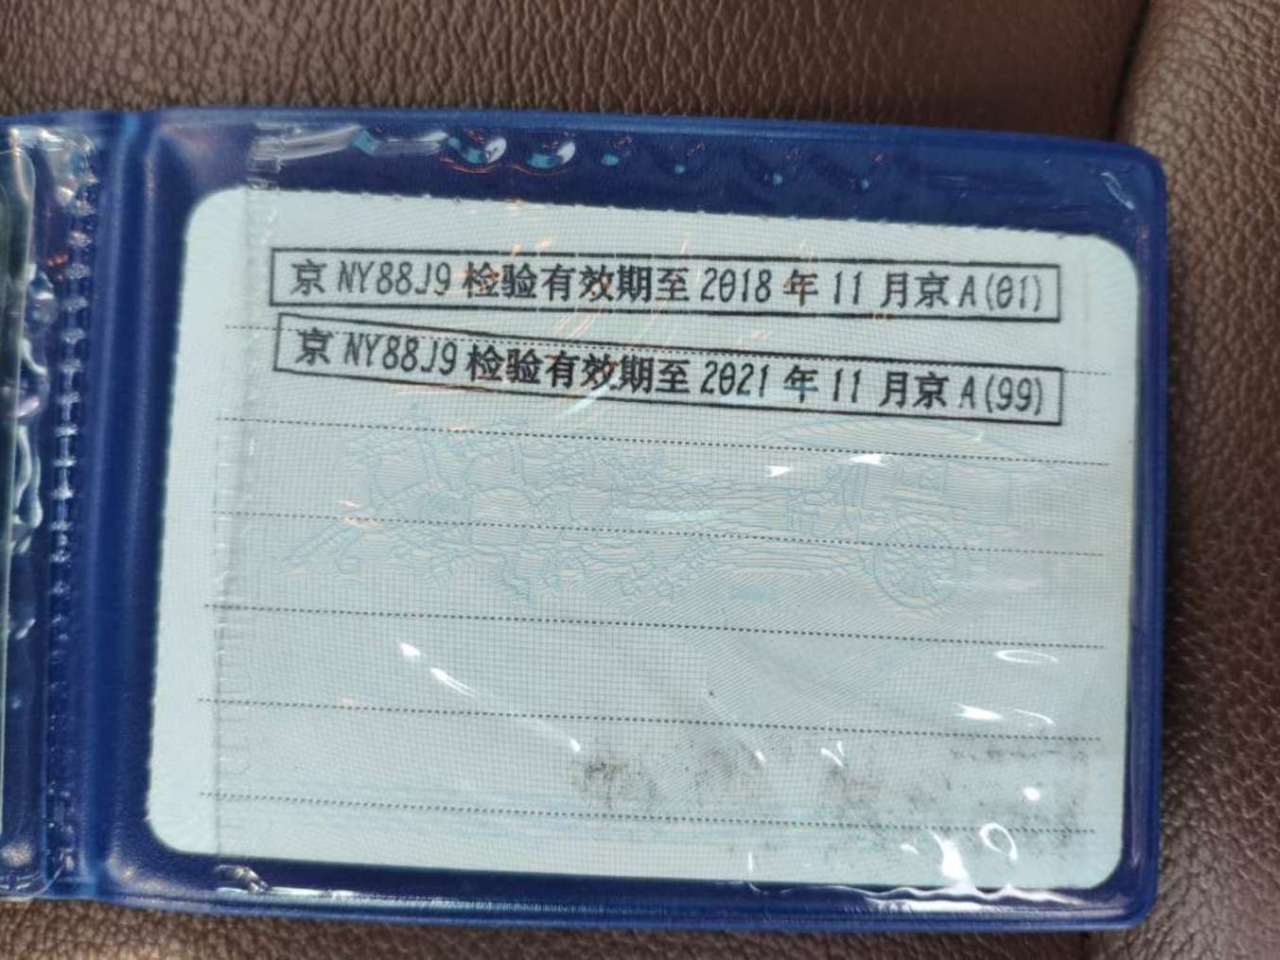 京 NY88J9 检验有效期至 2018 年 11 月京 A(01)
京 NY88J9 检验有效期至 2021 年 11 月京 A(99)